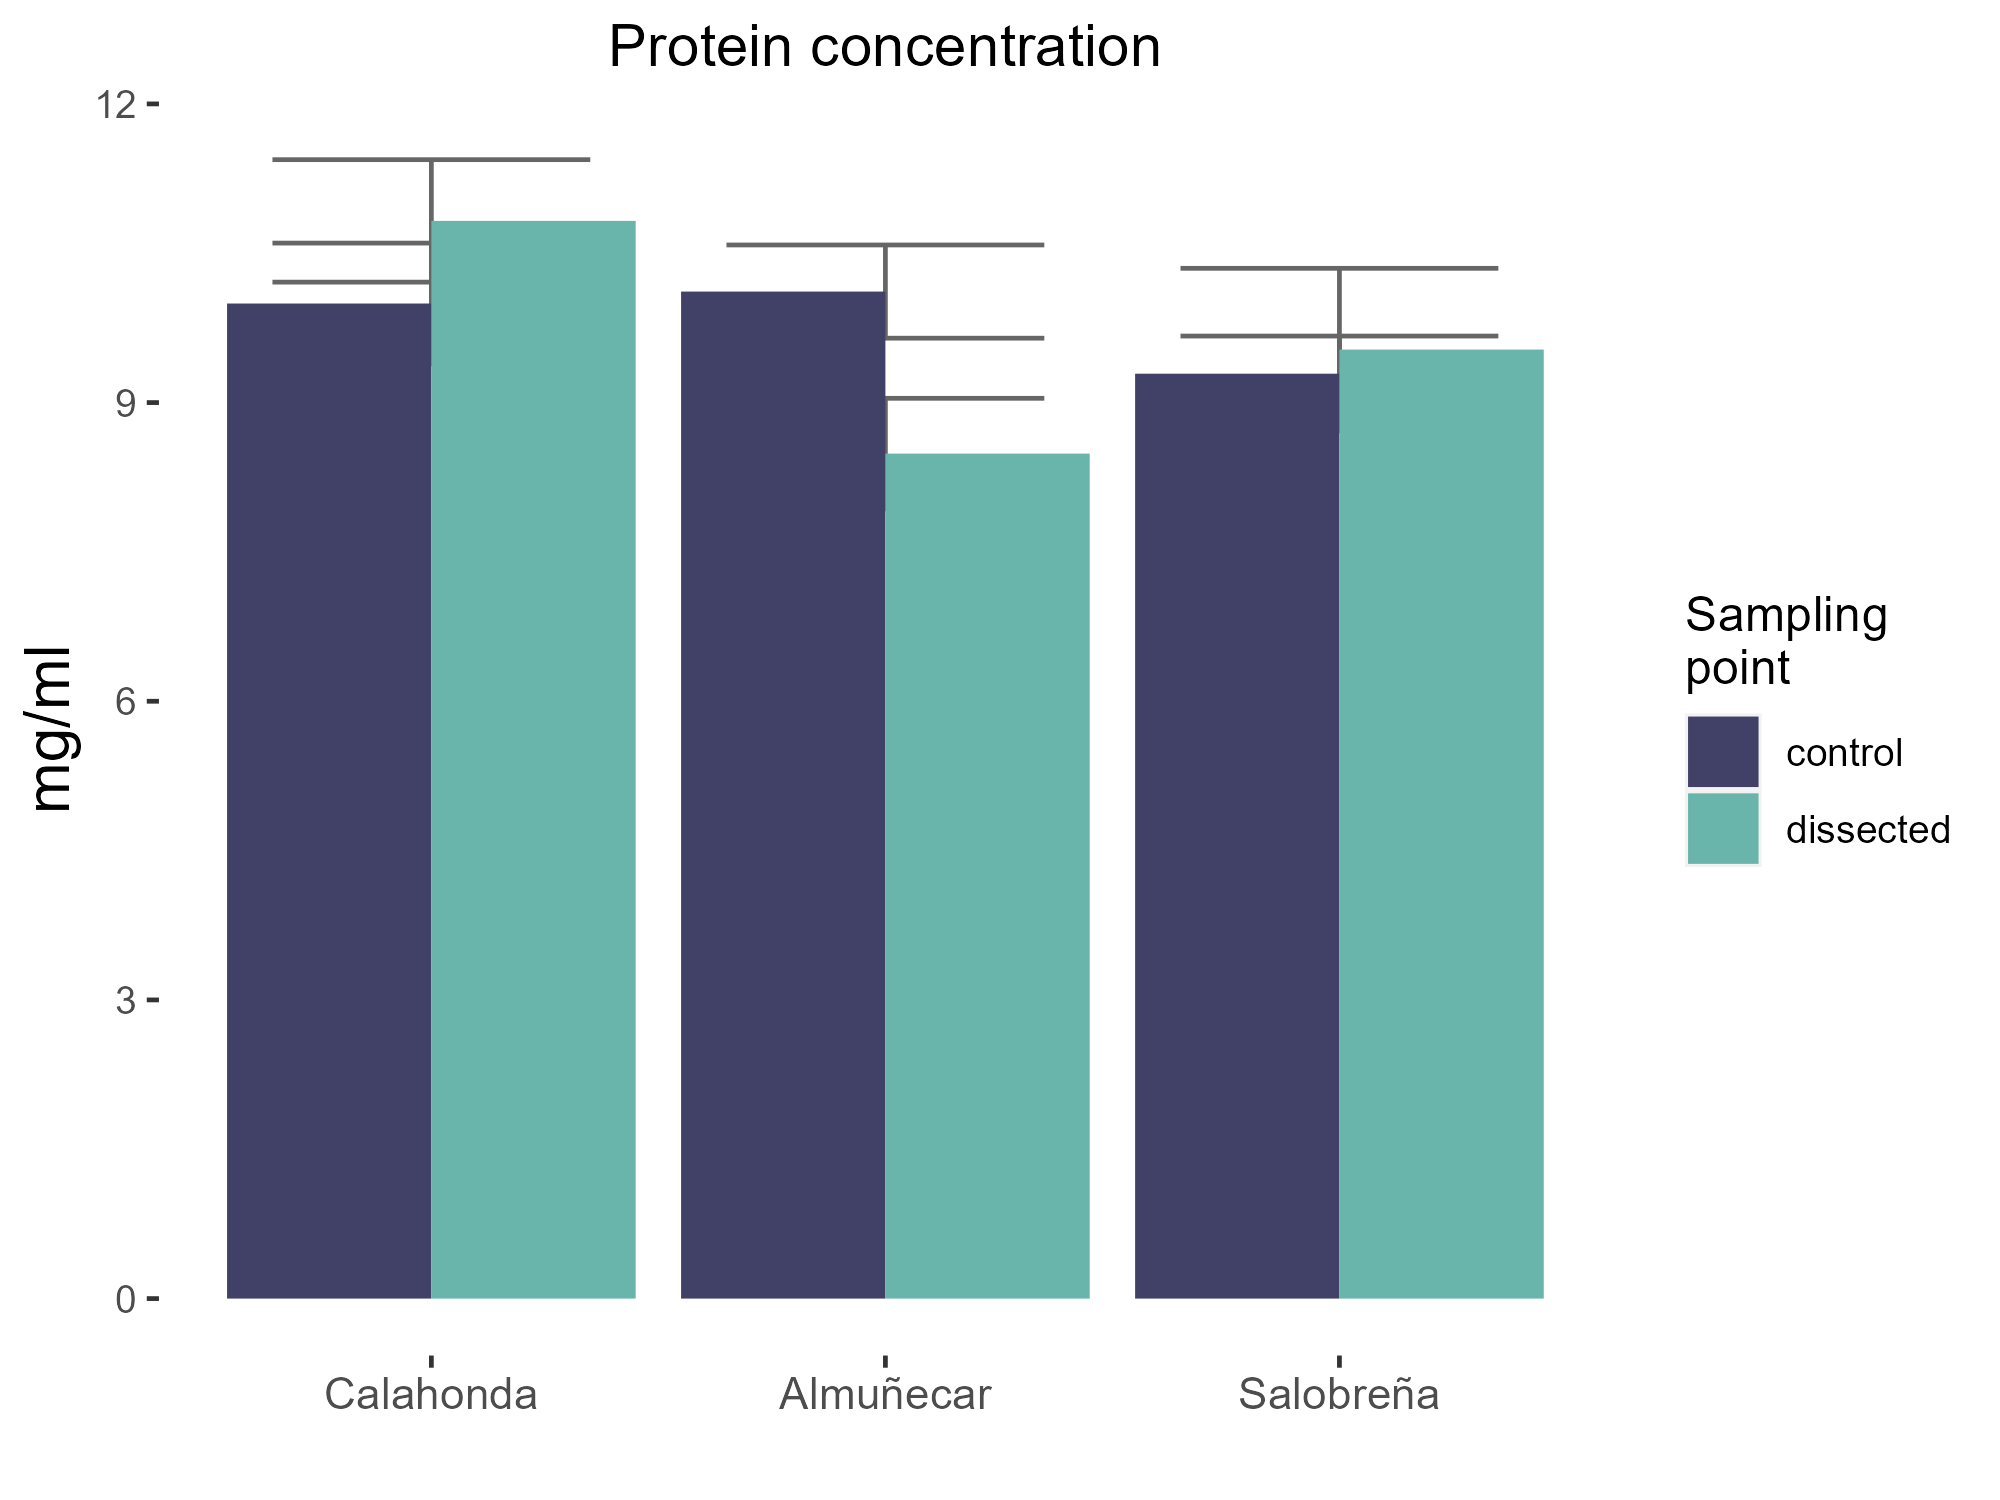 Protein concentration
12
9
6
3
0
mg/ml
Calahonda
Almuñecar
Salobreña
Sampling
point
control
dissected